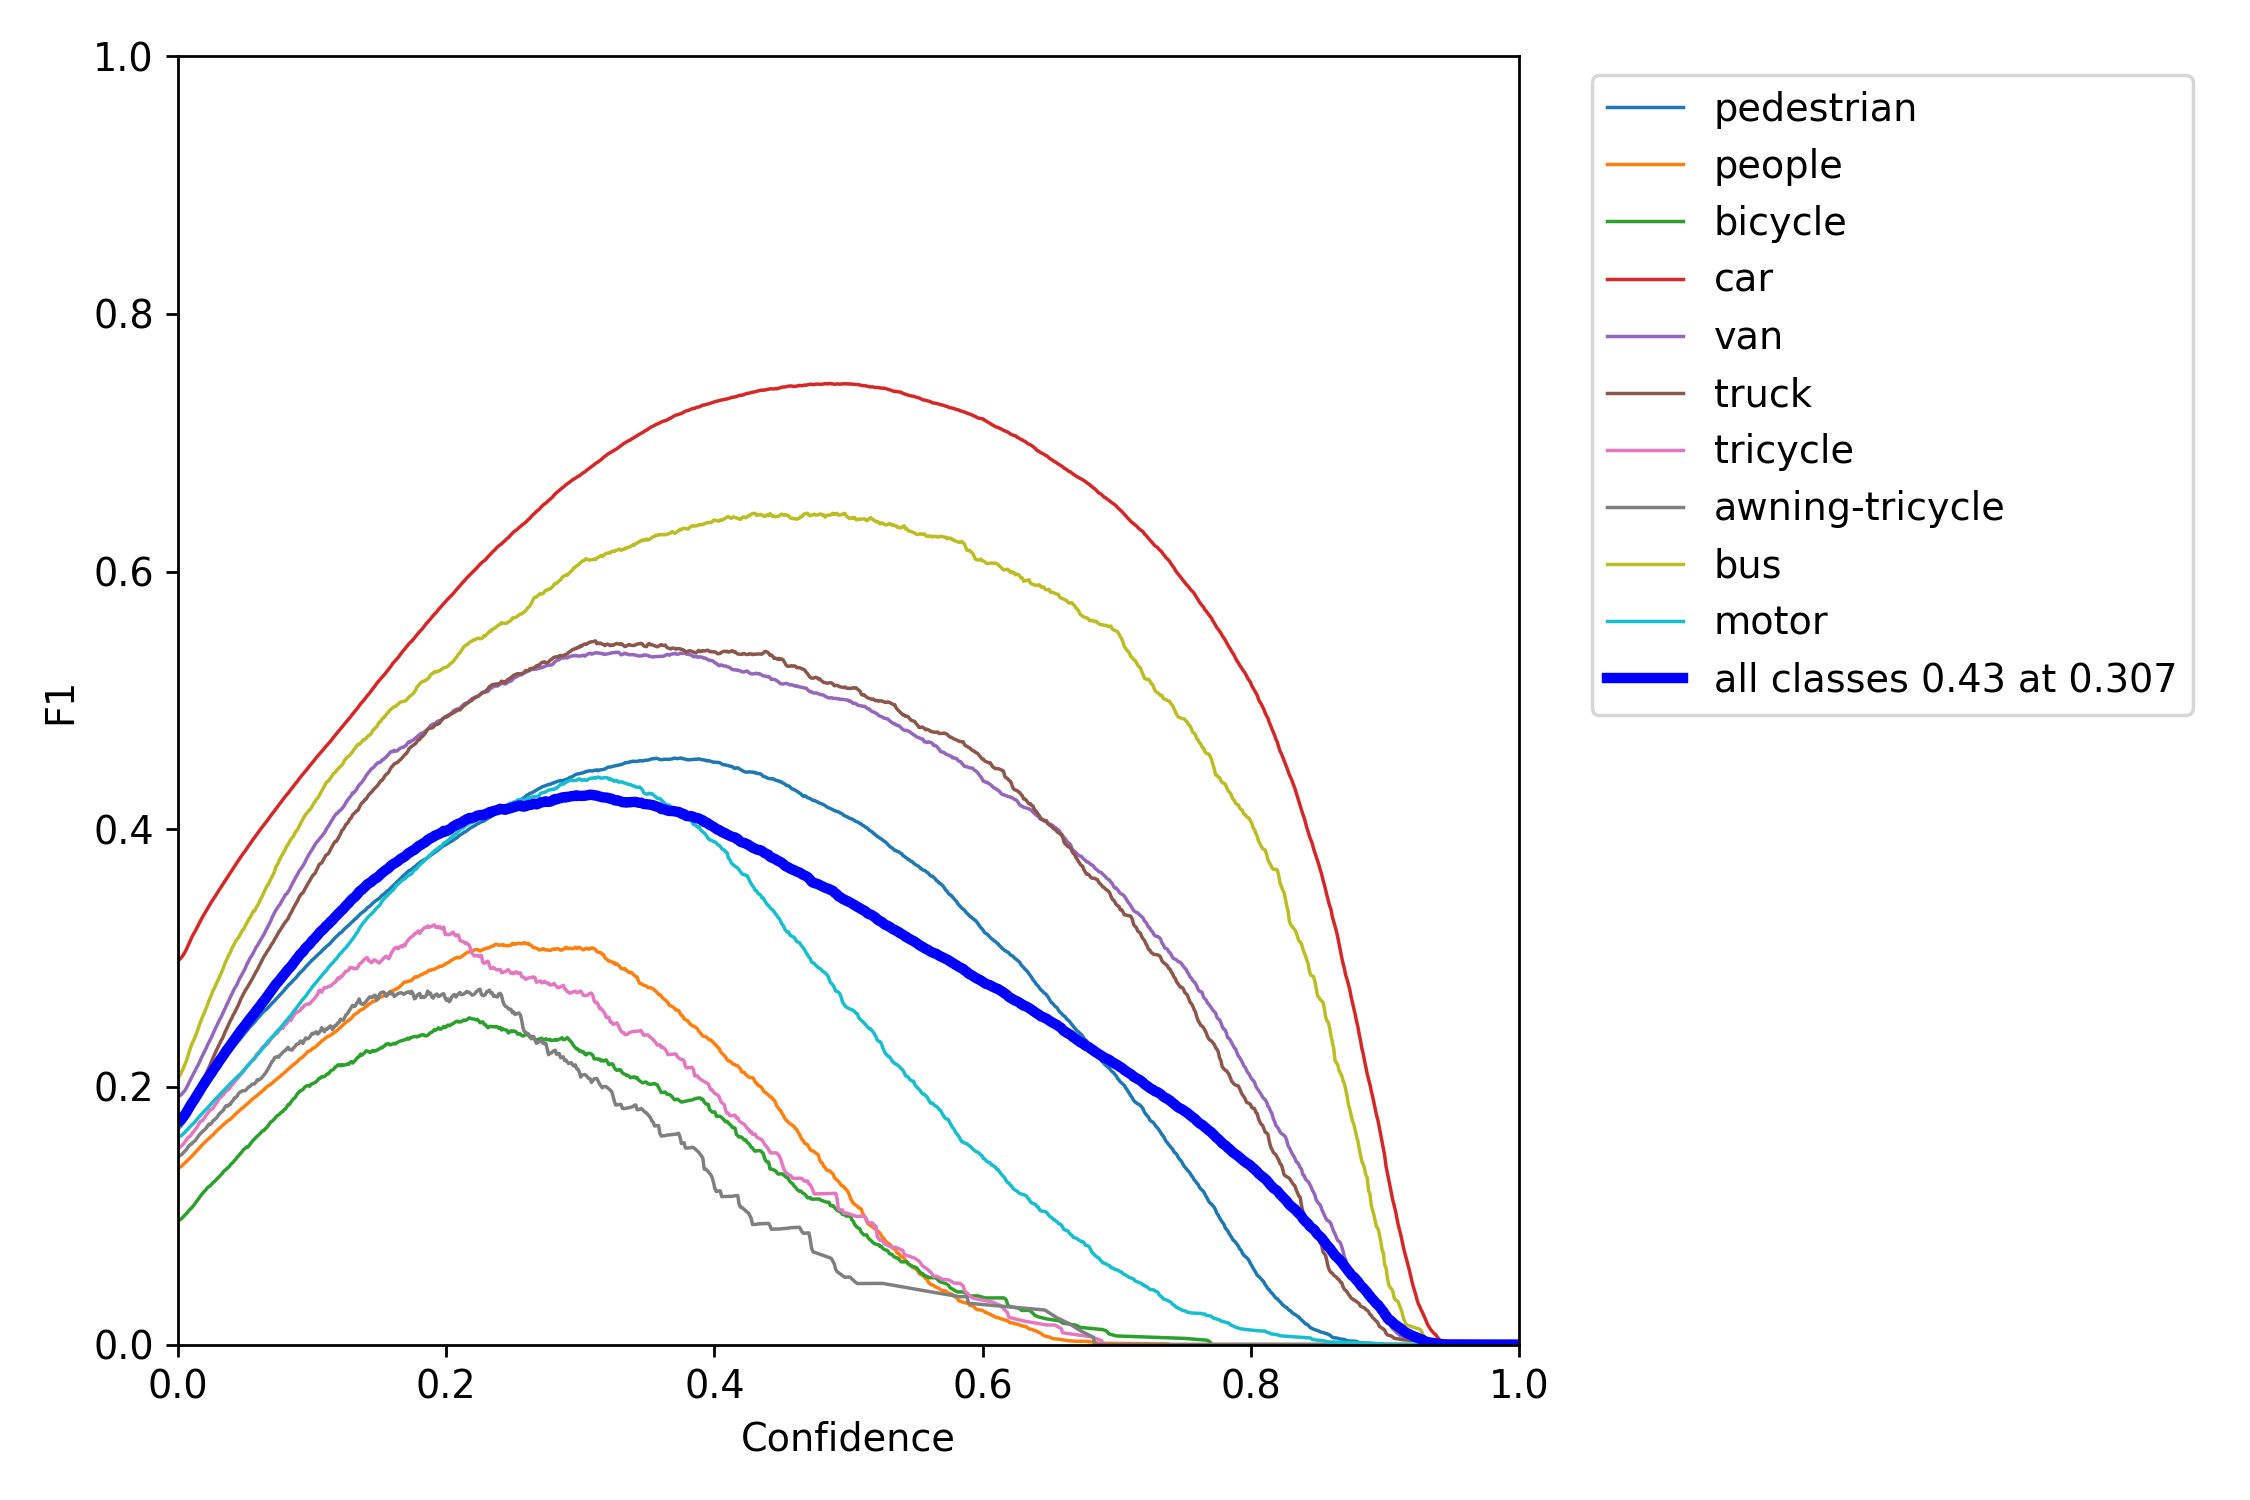 1.0
0.8
0.6
0.4
0.2
0.0
F1
0.0 0.2 0.4 0.6 0.8 1.0
Confidence
pedestrian
people
bicycle
car
van
truck
tricycle
awning-tricycle
bus
motor
all classes 0.43 at 0.307